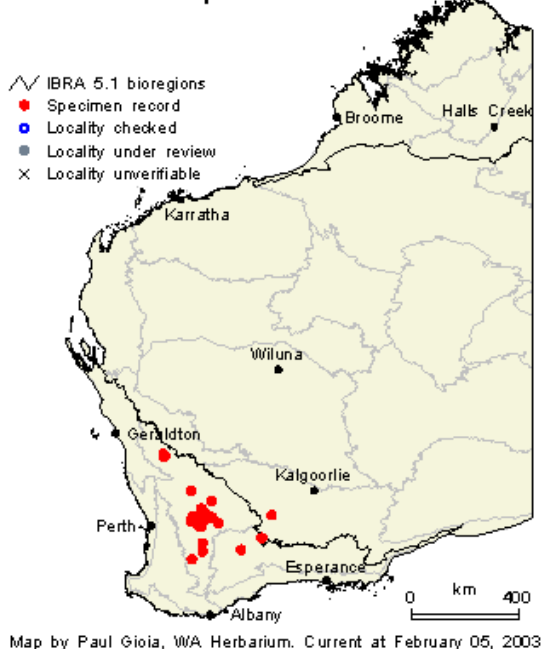 IBRA 5.1 bioregions
Specimen record
Locality checked
Locality under review
Locality unverifiable
Broome
Halls Creek
Karratha
Wiluna
Geraldton
Kalgoorlie
Perth
Esperance
Albany
km
0 400
Map by Paul Gioia, WA Herbarium. Current at February 05, 2003